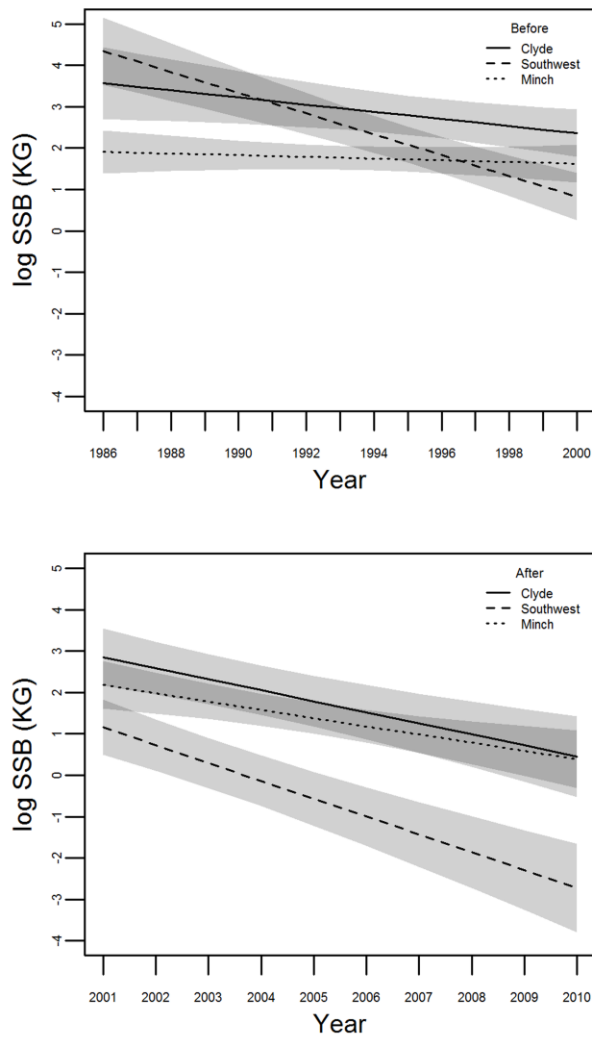 Before
Clyde
Southwest
Minch
log SSB (KG)
5
4
3
2
1
0
-1
-2
-3
-4
1986 1988 1990 1992 1994 1996 1998 2000
Year
After
Clyde
Southwest
Minch
log SSB (KG)
5
4
3
2
1
0
-1
-2
-3
-4
2001 2002 2003 2004 2005 2006 2007 2008 2009 2010
Year